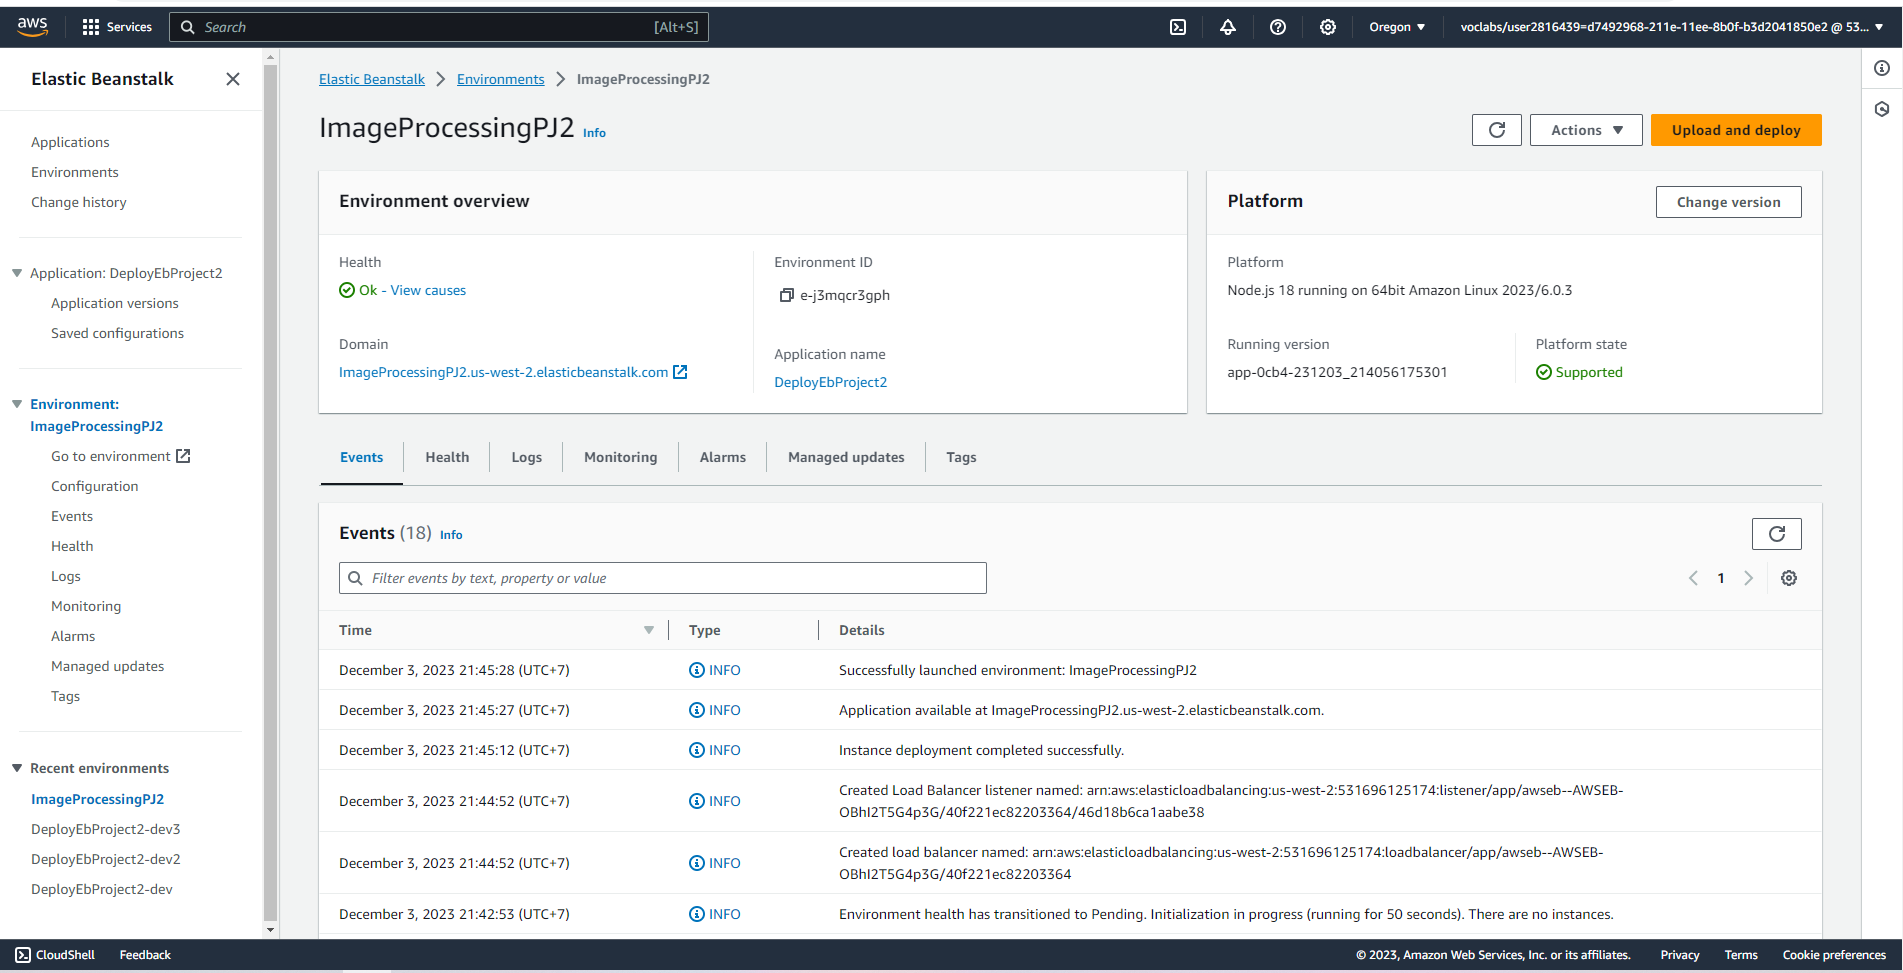 aws
Services
Search [Alt+S]
Oregon
voclabs/user2816439=d7492968-211e-11ee-8b0f-b3d2041850e2 @ 53...
Elastic Beanstalk
Applications
Environments
Change history
Application: DeployEbProject2
Application versions
Saved configurations
Environment:
ImageProcessingPJ2
Go to environment
Configuration
Events
Health
Logs
Monitoring
Alarms
Managed updates
Tags
Recent environments
ImageProcessingPJ2
DeployEbProject2-dev3
DeployEbProject2-dev2
DeployEbProject2-dev
Elastic Beanstalk > Environments > ImageProcessingPJ2
ImageProcessingPJ2 Info
Actions
Upload and deploy
Environment overview
Health
Ok - View causes
Domain
ImageProcessingPJ2.us-west-2.elasticbeanstalk.com
Environment ID
e-j3mqcr3gph
Application name
DeployEbProject2
Platform
Change version
Platform
Node.js 18 running on 64bit Amazon Linux 2023/6.0.3
Running version
app-0cb4-231203_214056175301
Platform state
Supported
Events Health Logs Monitoring Alarms Managed updates Tags
Events (18) Info
Filter events by text, property or value
1
Time Type Details
December 3, 2023 21:45:28 (UTC+7) INFO Successfully launched environment: ImageProcessingPJ2
December 3, 2023 21:45:27 (UTC+7) INFO Application available at ImageProcessingPJ2.us-west-2.elasticbeanstalk.com.
December 3, 2023 21:45:12 (UTC+7) INFO Instance deployment completed successfully.
December 3, 2023 21:44:52 (UTC+7) INFO Created Load Balancer listener named: arn:aws:elasticloadbalancing:us-west-2:531696125174:listener/app/awseb--AWSEB-
OBhI2T5G4p3G/40f221ec82203364/46d18b6ca1aabe38
December 3, 2023 21:44:52 (UTC+7) INFO Created load balancer named: arn:aws:elasticloadbalancing:us-west-2:531696125174:loadbalancer/app/awseb--AWSEB-
OBhI2T5G4p3G/40f221ec82203364
December 3, 2023 21:42:53 (UTC+7) INFO Environment health has transitioned to Pending. Initialization in progress (running for 50 seconds). There are no instances.
CloudShell Feedback
© 2023, Amazon Web Services, Inc. or its affiliates. Privacy Terms Cookie preferences